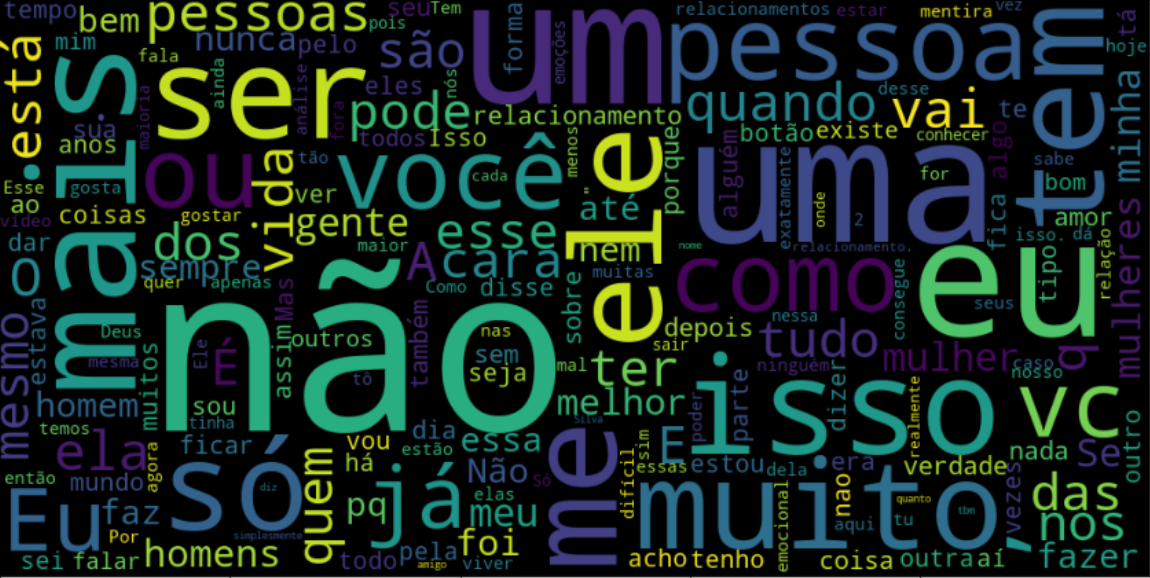 tempo
bem
pessoas
pois
seu
Tem
relacionamentos
estar
mentira
vez
está
mim
nunca
pelo
são
forma
emoções
um
pessoa
tem
tá
hoje
mais
fala
ainda
ser
análise
fora
eles
nós
pode
relacionamento
quando
desse
vai
te
algo
minha
sua
anos
maioria
todos
Isso
menos
ele
porque
botão
existe
conhecer
Esse
ao
gosta
ou
vida
tão
ver
você
cada
"
até
alguém
uma
exatamente
onde
2
for
sabe
bom
vídeo
coisas
gostar
gente
esse
nem
nome
relacionamento,
fica
isso.
dá
amor
relação
mulheres
dar
O
dos
sempre
quer
apenas
maior
A
cara
Como
disse
muitas
sobre
como
consegue
eu
seus
tipo
mesmo
estava
Deus
mesma
muitos
Ele
É
Mas
assim
outros
não
também
nas
sem
seja
mal
ter
sair
depois
nessa
tudo
ninguém
mulher
caso
nosso
q
homem
temos
sou
tinha
tô
melhor
poder
parte
isso
dizer
realmente
vc
ela
mundo
agora
ficar
vou
há
dia
estão
essa
me
Silva
difícil
sim
E
essas
estou
dela
era
verdade
nada
Se
outro
então
Eu
faz
só
diz
quem
pq
já
Não
Só
elas
meu
muito
emocional
nao
aqui
tu
quanto
tbm
vezes
,
das
nos
sei
falar
Por
homens
simplesmente
todo
pela
amigo
foi
viver
acho
tenho
coisa
outra
aí
fazer